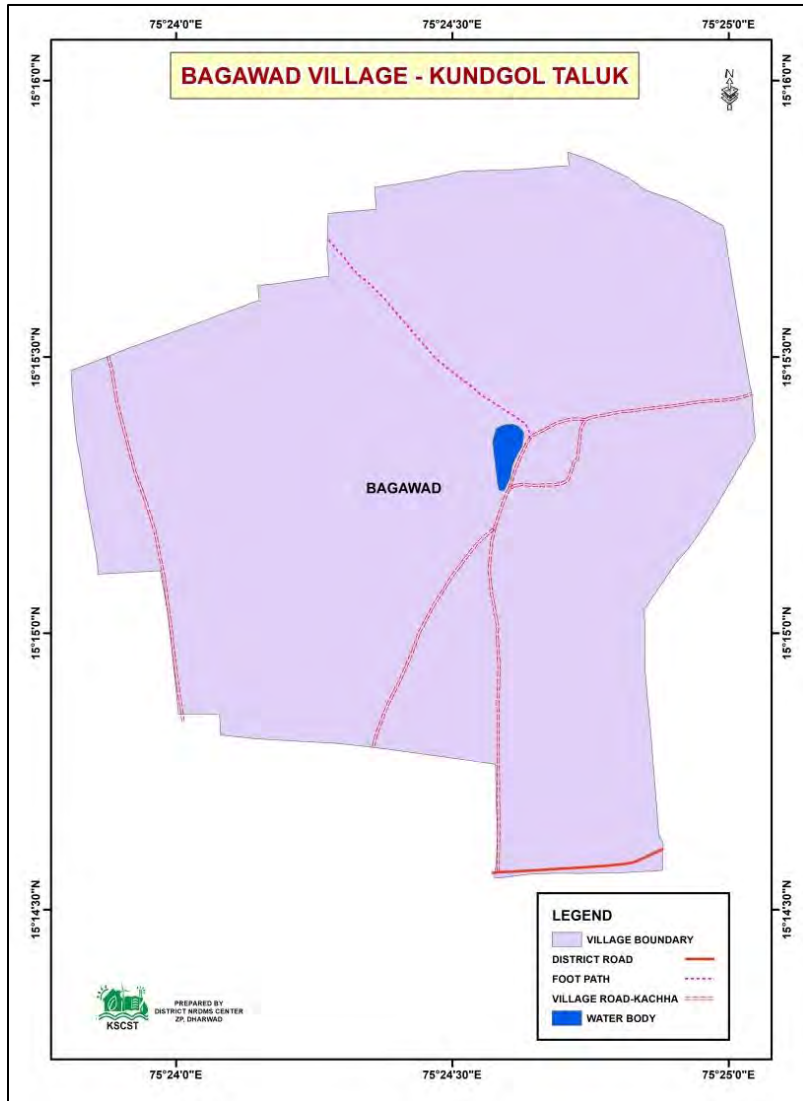 75°24'0"E 75°24'30"E 75°25'0"E
BAGAWAD VILLAGE - KUNDGOL TALUK
N
15°16'0"N 15°16'0"N
15°15'30"N 15°15'30"N
BAGAWAD
15°15'0"N 15°15'0"N
15°14'30"N 15°14'30"N
LEGEND
VILLAGE BOUNDARY
DISTRICT ROAD
FOOT PATH
VILLAGE ROAD-KACHHA
WATER BODY
KSCST
PREPARED BY
DISTRICT NRDMS CENTER
ZP, DHARWAD
75°24'0"E 75°24'30"E 75°25'0"E